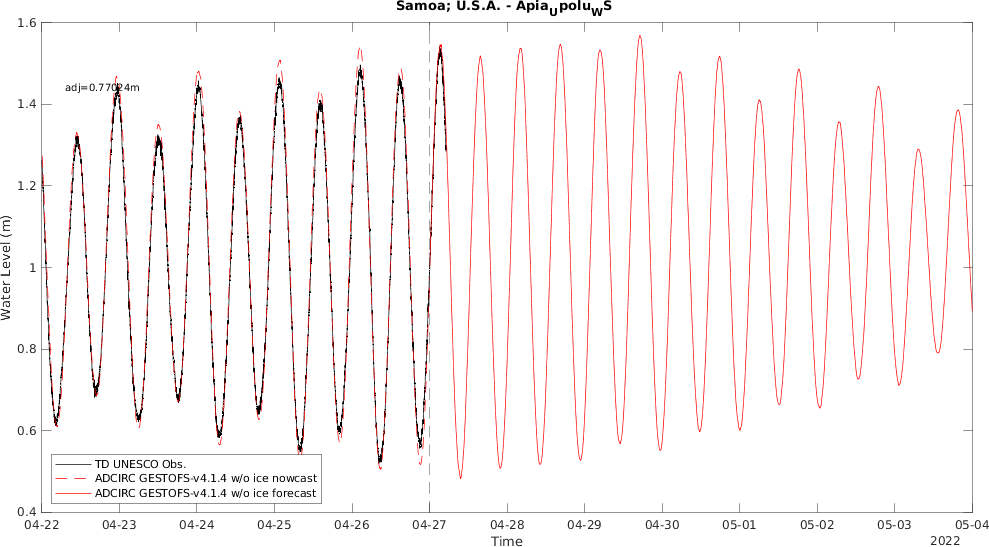 Samoa; U.S.A. - ApiaUpoluWS
1.6
adj=0.77024m
1.4
1.2
1
0.8
0.6
0.4
Water Level (m)
TD UNESCO Obs.
ADCIRC GESTOFS-v4.1.4 w/o ice nowcast
ADCIRC GESTOFS-v4.1.4 w/o ice forecast
04-22 04-23 04-24 04-25 04-26 04-27 04-28 04-29 04-30 05-01 05-02 05-03 05-04
Time
2022